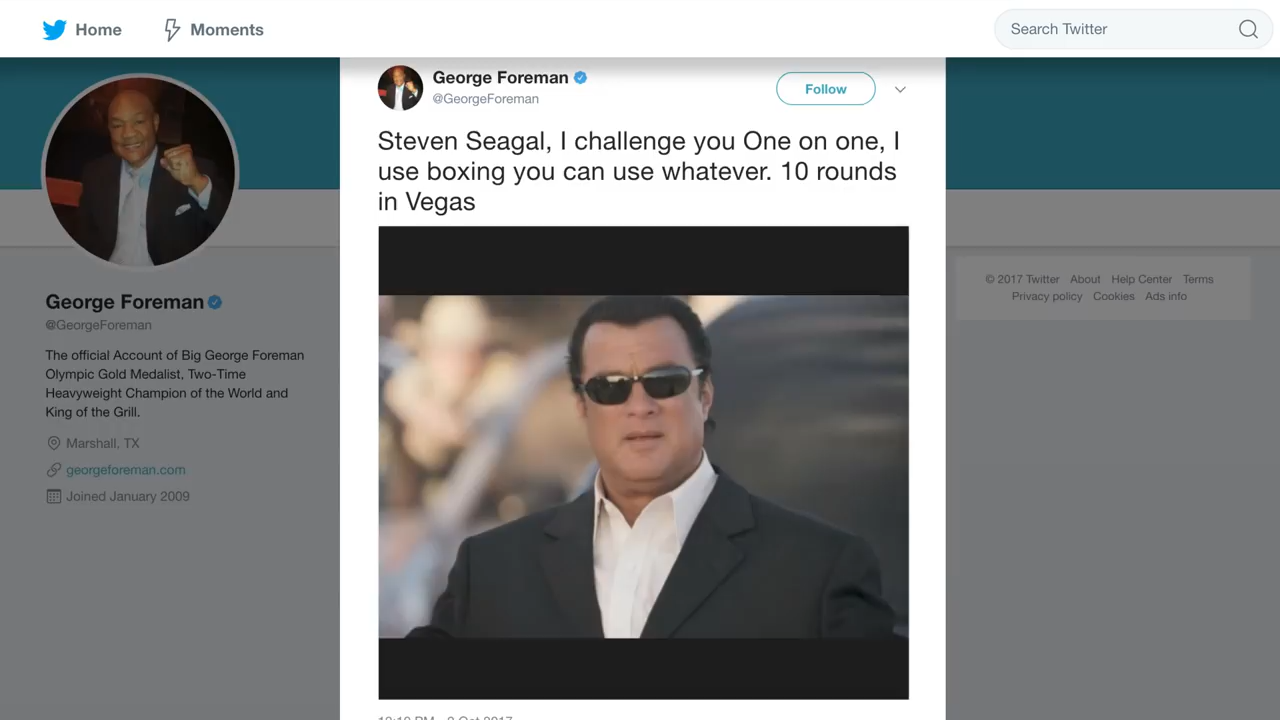 Home
Moments
Search Twitter
George Foreman
@GeorgeForeman
Follow
Steven Seagal, I challenge you One on one, I
use boxing you can use whatever. 10 rounds
in Vegas
George Foreman
@GeorgeForeman
The official Account of Big George Foreman
Olympic Gold Medalist, Two-Time
Heavyweight Champion of the World and
King of the Grill.
Marshall, TX
georgeforeman.com
Joined January 2009
© 2017 Twitter About Help Center Terms
Privacy policy Cookies Ads info